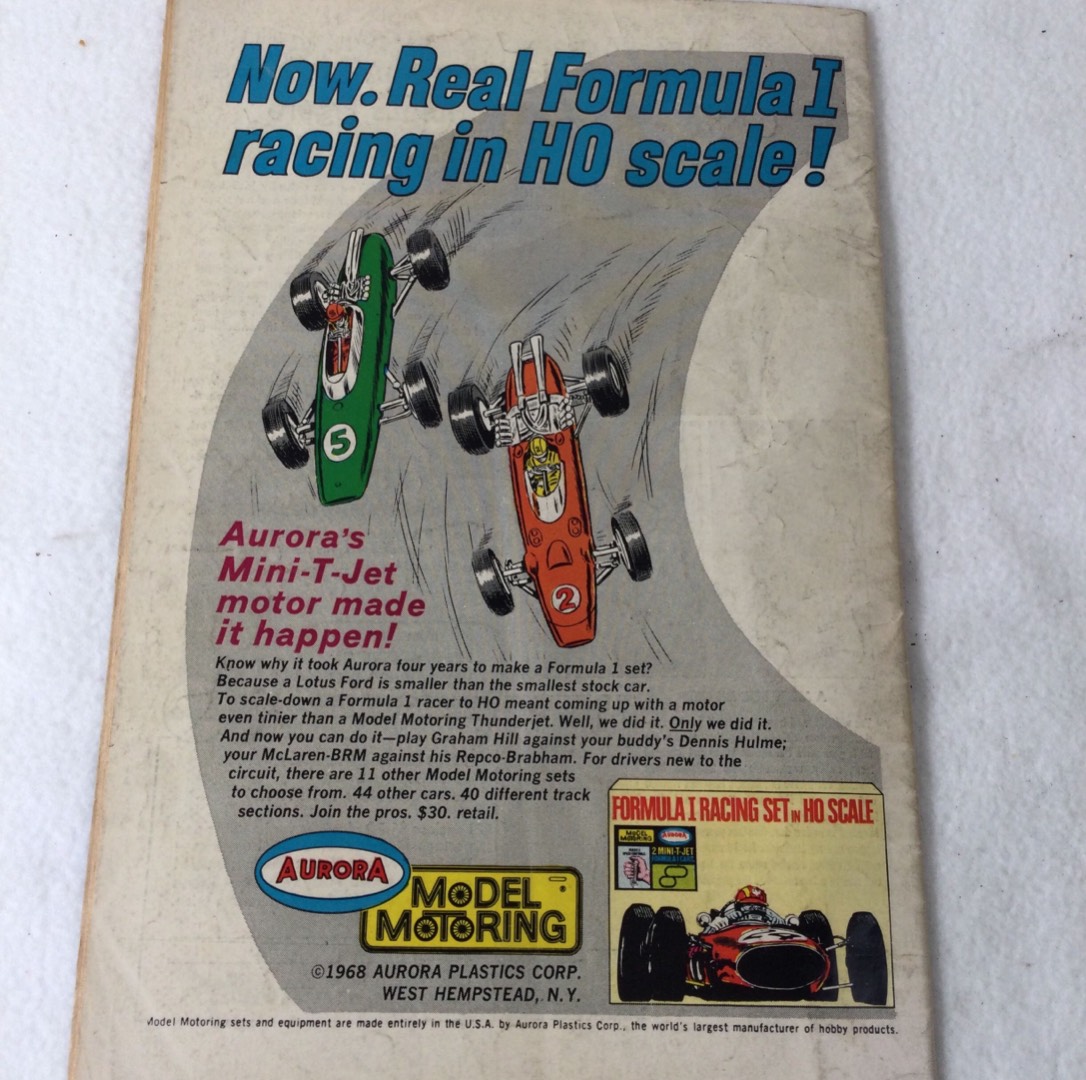 Now. Real Formula I
racing in HO scale!
5
2
Aurora's
Mini-T-Jet
motor made
it happen!
Know why it took Aurora four years to make a Formula 1 set?
Because a Lotus Ford is smaller than the smallest stock car.
To scale-down a Formula 1 racer to HO meant coming up with a motor
even tinier than a Model Motoring Thunderjet. Well, we did it. Only we did it.
And now you can do it—play Graham Hill against your buddy's Dennis Hulme;
your McLaren-BRM against his Repco-Brabham. For drivers new to the
circuit, there are 11 other Model Motoring sets
to choose from. 44 other cars. 40 different track
sections. Join the pros. $30. retail.
FORMULA I RACING SET IN HO SCALE
MODEL MOTORING
AURORA
2 MINI-T-JET
AURORA
MODEL
MOTORING
©1968 AURORA PLASTICS CORP.
WEST HEMPSTEAD, N.Y.
Model Motoring sets and equipment are made entirely in the U.S.A. by Aurora Plastics Corp., the world's largest manufacturer of hobby products.